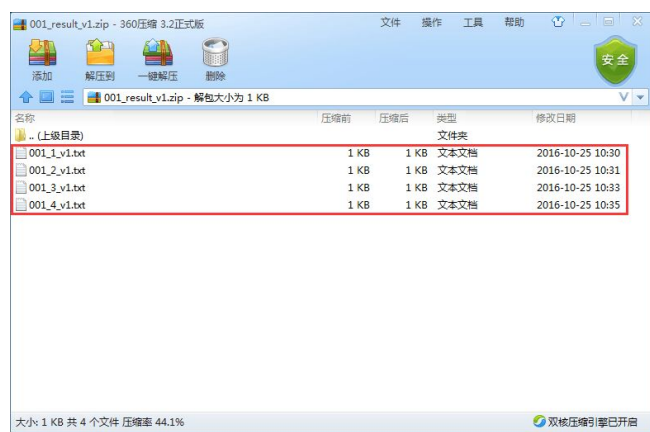 001_result_v1.zip - 360压缩 3.2正式版 文件 操作 工具 帮助
添加 解压到 一键解压 删除 安全
001_result_v1.zip - 解包大小为 1 KB
名称 压缩前 压缩后 类型 修改日期
.. (上级目录) 文件夹
001_1_v1.txt 1 KB 1 KB 文本文档 2016-10-25 10:30
001_2_v1.txt 1 KB 1 KB 文本文档 2016-10-25 10:31
001_3_v1.txt 1 KB 1 KB 文本文档 2016-10-25 10:33
001_4_v1.txt 1 KB 1 KB 文本文档 2016-10-25 10:35
大小: 1 KB 共 4 个文件 压缩率 44.1% 双核压缩引擎已开启